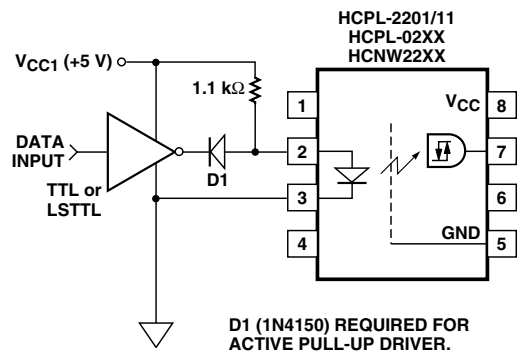 HCPL-2201/11
HCPL-02XX
HCNW22XX
VCC1 (+5 V)
1.1 kΩ
DATA
INPUT
TTL or
LSTTL
D1
1
2
3
4
VCC
8
7
6
GND
5
D1 (1N4150) REQUIRED FOR
ACTIVE PULL-UP DRIVER.